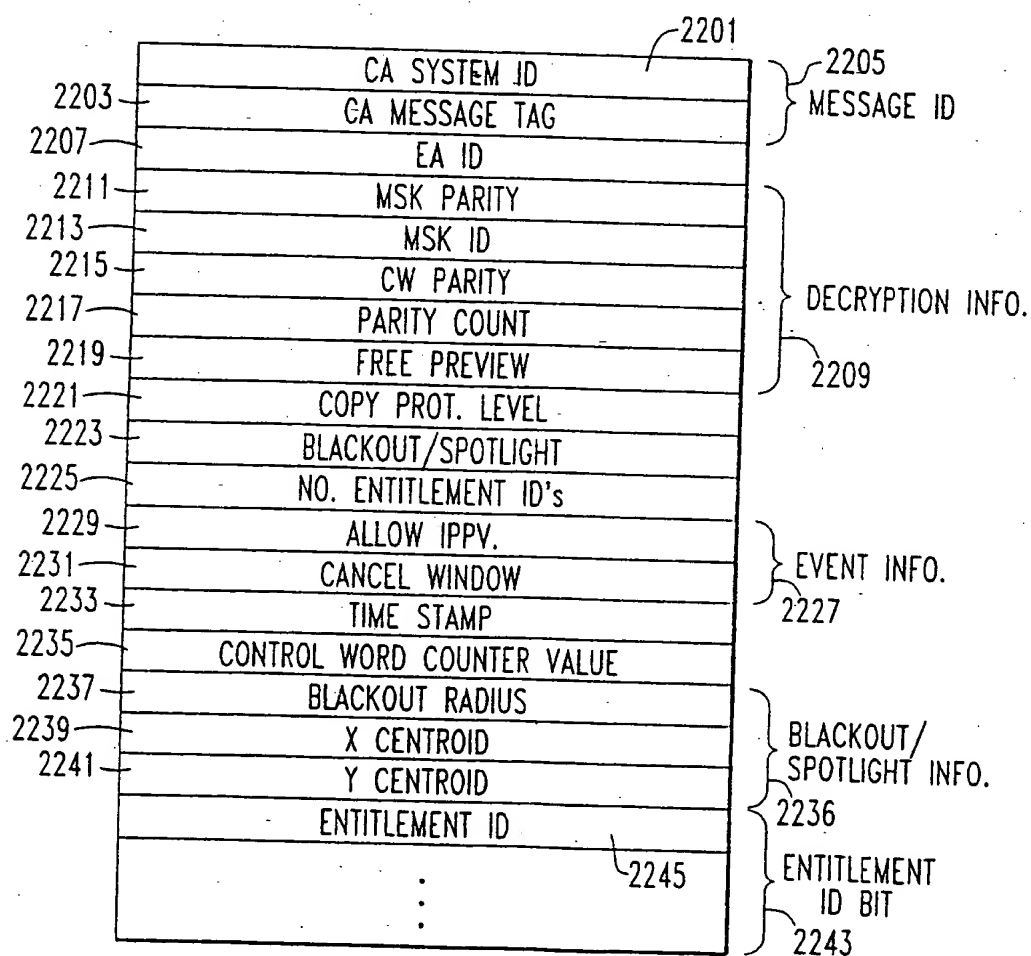 2201
CA SYSTEM ID
2205
MESSAGE ID
2203
CA MESSAGE TAG
2207
EA ID
2211
MSK PARITY
2213
MSK ID
2215
CW PARITY
DECRYPTION INFO.
2217
PARITY COUNT
2219
FREE PREVIEW
2209
2221
COPY PROT. LEVEL
2223
BLACKOUT/SPOTLIGHT
2225
NO. ENTITLEMENT ID's
2229
ALLOW IPPV.
EVENT INFO.
2231
CANCEL WINDOW
2227
2233
TIME STAMP
2235
CONTROL WORD COUNTER VALUE
2237
BLACKOUT RADIUS
2239
X CENTROID
BLACKOUT/
SPOTLIGHT INFO.
2241
Y CENTROID
2236
ENTITLEMENT ID
2245
ENTITLEMENT
ID BIT
2243